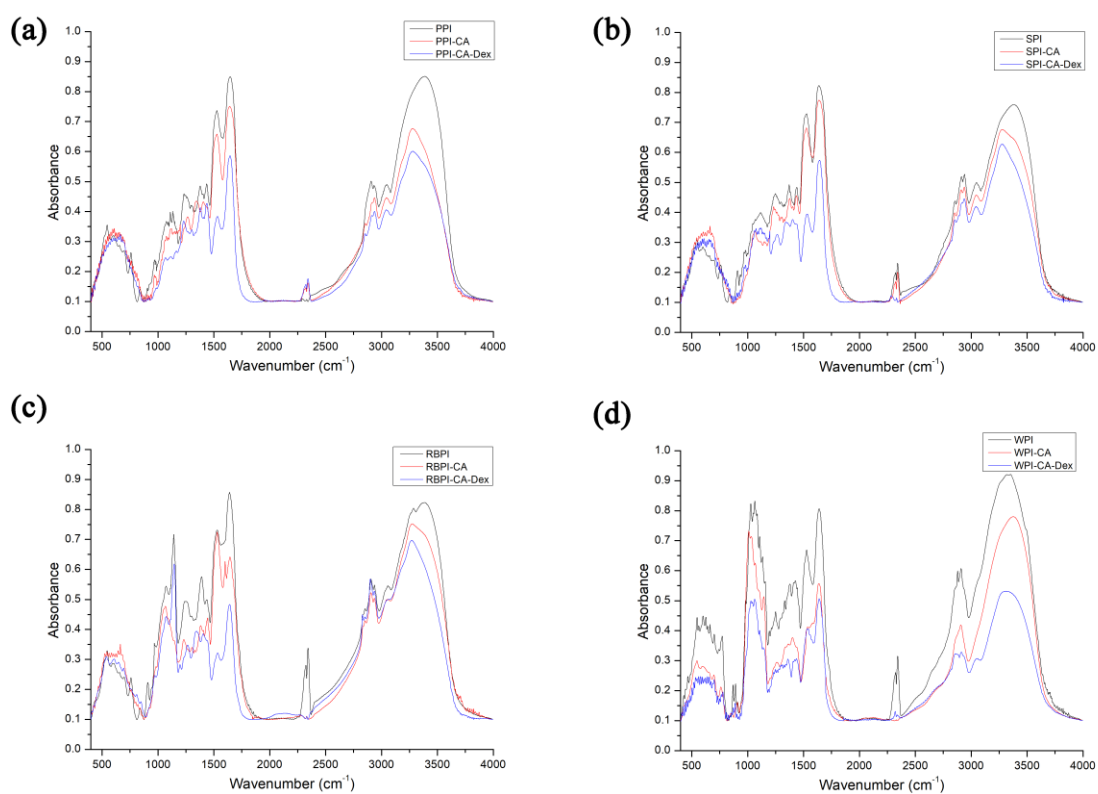 (a)
PPI
PPI-CA
PPI-CA-Dex
1.0
0.9
0.8
0.7
0.6
0.5
0.4
0.3
0.2
0.1
0.0
Absorbance
500 1000 1500 2000 2500 3000 3500 4000
Wavenumber (cm⁻¹)
(b)
SPI
SPI-CA
SPI-CA-Dex
1.0
0.9
0.8
0.7
0.6
0.5
0.4
0.3
0.2
0.1
0.0
Absorbance
500 1000 1500 2000 2500 3000 3500 4000
Wavenumber (cm⁻¹)
(c)
RBPI
RBPI-CA
RBPI-CA-Dex
1.0
0.9
0.8
0.7
0.6
0.5
0.4
0.3
0.2
0.1
0.0
Absorbance
500 1000 1500 2000 2500 3000 3500 4000
Wavenumber (cm⁻¹)
(d)
WPI
WPI-CA
WPI-CA-Dex
1.0
0.9
0.8
0.7
0.6
0.5
0.4
0.3
0.2
0.1
0.0
Absorbance
500 1000 1500 2000 2500 3000 3500 4000
Wavenumber (cm⁻¹)